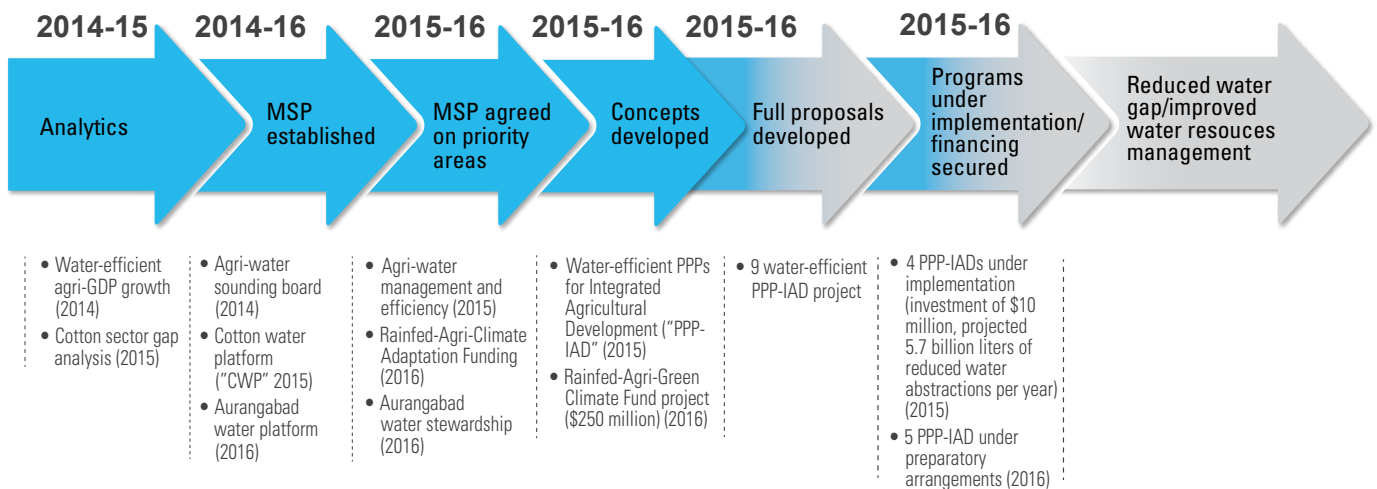 2014-15
2014-16
2015-16
2015-16
2015-16
2015-16
Analytics
MSP
established
MSP agreed
on priority
areas
Concepts
developed
Full proposals
developed
Programs
under
implementation/
financing
secured
Reduced water
gap/improved
water resouces
management
• Water-efficient
agri-GDP growth
(2014)
• Cotton sector gap
analysis (2015)
• Agri-water
sounding board
(2014)
• Cotton water
platform
("CWP" 2015)
• Aurangabad
water platform
(2016)
• Agri-water
management and
efficiency (2015)
• Rainfed-Agri-Climate
Adaptation Funding
(2016)
• Aurangabad
water stewardship
(2016)
• Water-efficient PPPs
for Integrated
Agricultural
Development ("PPP-
IAD" (2015)
• Rainfed-Agri-Green
Climate Fund project
($250 million) (2016)
• 9 water-efficient
PPP-IAD project
• 4 PPP-IADs under
implementation
(investment of $10
million, projected
5.7 billion liters of
reduced water
abstractions per year)
(2015)
• 5 PPP-IAD under
preparatory
arrangements (2016)